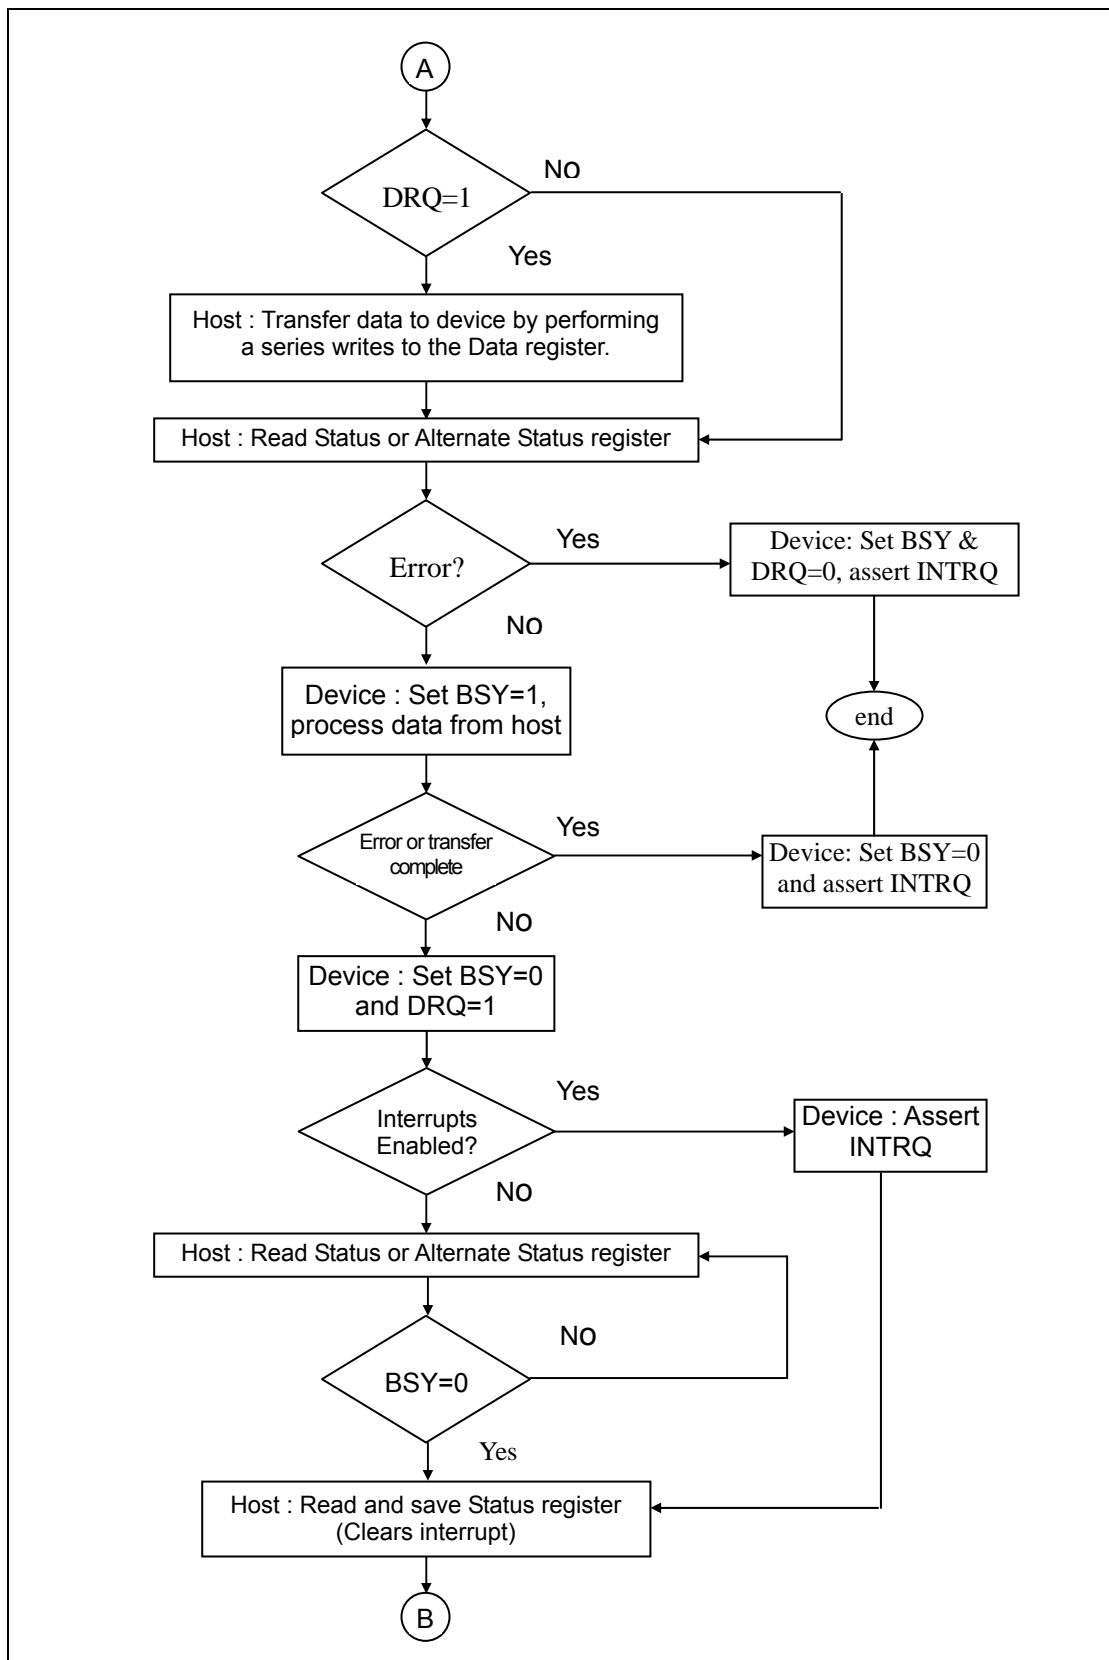 A
No
DRQ=1
Yes
Host : Transfer data to device by performing
a series writes to the Data register.
Host : Read Status or Alternate Status register
Yes
Device: Set BSY &
DRQ=0, assert INTRQ
Error?
No
Device : Set BSY=1,
process data from host
end
Yes
Error or transfer
complete
Device: Set BSY=0
and assert INTRQ
No
Device : Set BSY=0
and DRQ=1
Yes
Interrupts
Enabled?
Device : Assert
INTRQ
No
Host : Read Status or Alternate Status register
No
BSY=0
Yes
Host : Read and save Status register
(Clears interrupt)
B